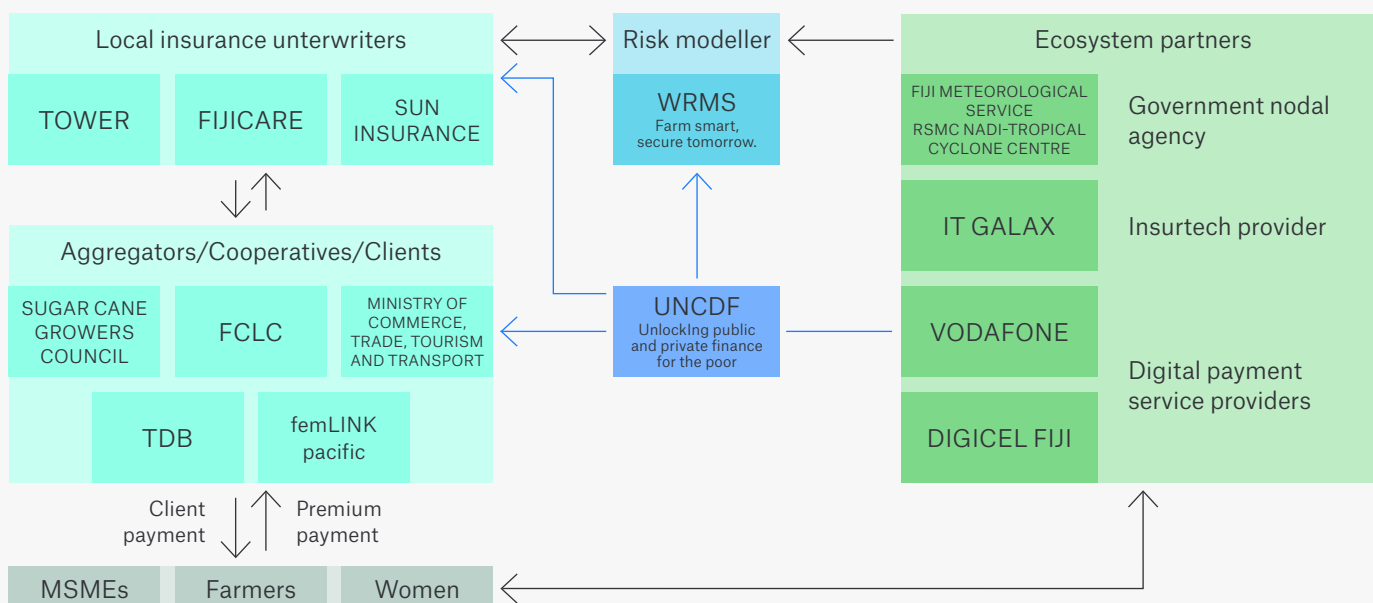 Local insurance unterwriters
TOWER
FIJICARE
SUN
INSURANCE
Risk modeller
WRMS
Farm smart,
secure tomorrow.
Ecosystem partners
FIJI METEOROLOGICAL
SERVICE
RSMC NADI-TROPICAL
CYCLONE CENTRE
Government nodal
agency
IT GALAX
Insurtech provider
VODAFONE
DIGICEL FIJI
Digital payment
service providers
Aggregators/Cooperatives/Clients
SUGAR CANE
GROWERS
COUNCIL
FCLC
MINISTRY OF
COMMERCE,
TRADE, TOURISM
AND TRANSPORT
TDB
femLINK
pacific
UNCDF
UnlockIng public
and private finance
for the poor
Client
payment
Premium
payment
MSMEs
Farmers
Women